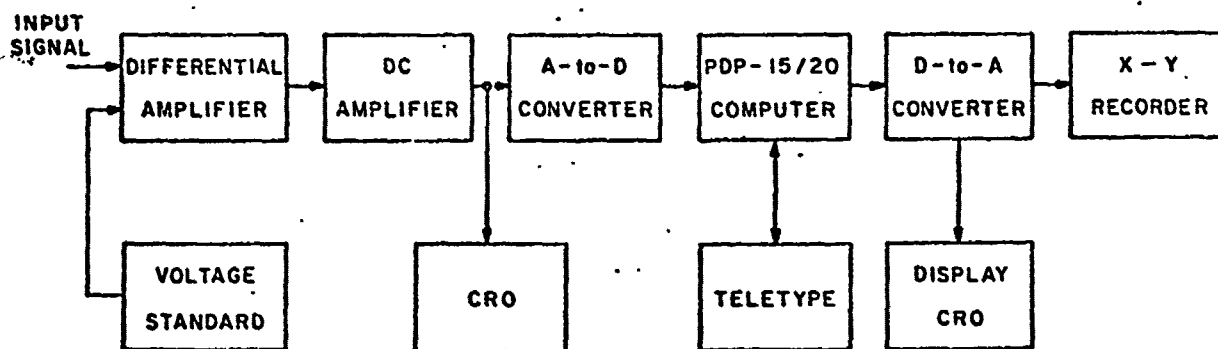 INPUT
SIGNAL
DIFFERENTIAL
AMPLIFIER
DC
AMPLIFIER
A-to-D
CONVERTER
PDP-15/20
COMPUTER
D-to-A
CONVERTER
X-Y
RECORDER
VOLTAGE
STANDARD
CRO
TELETYPE
DISPLAY
CRO